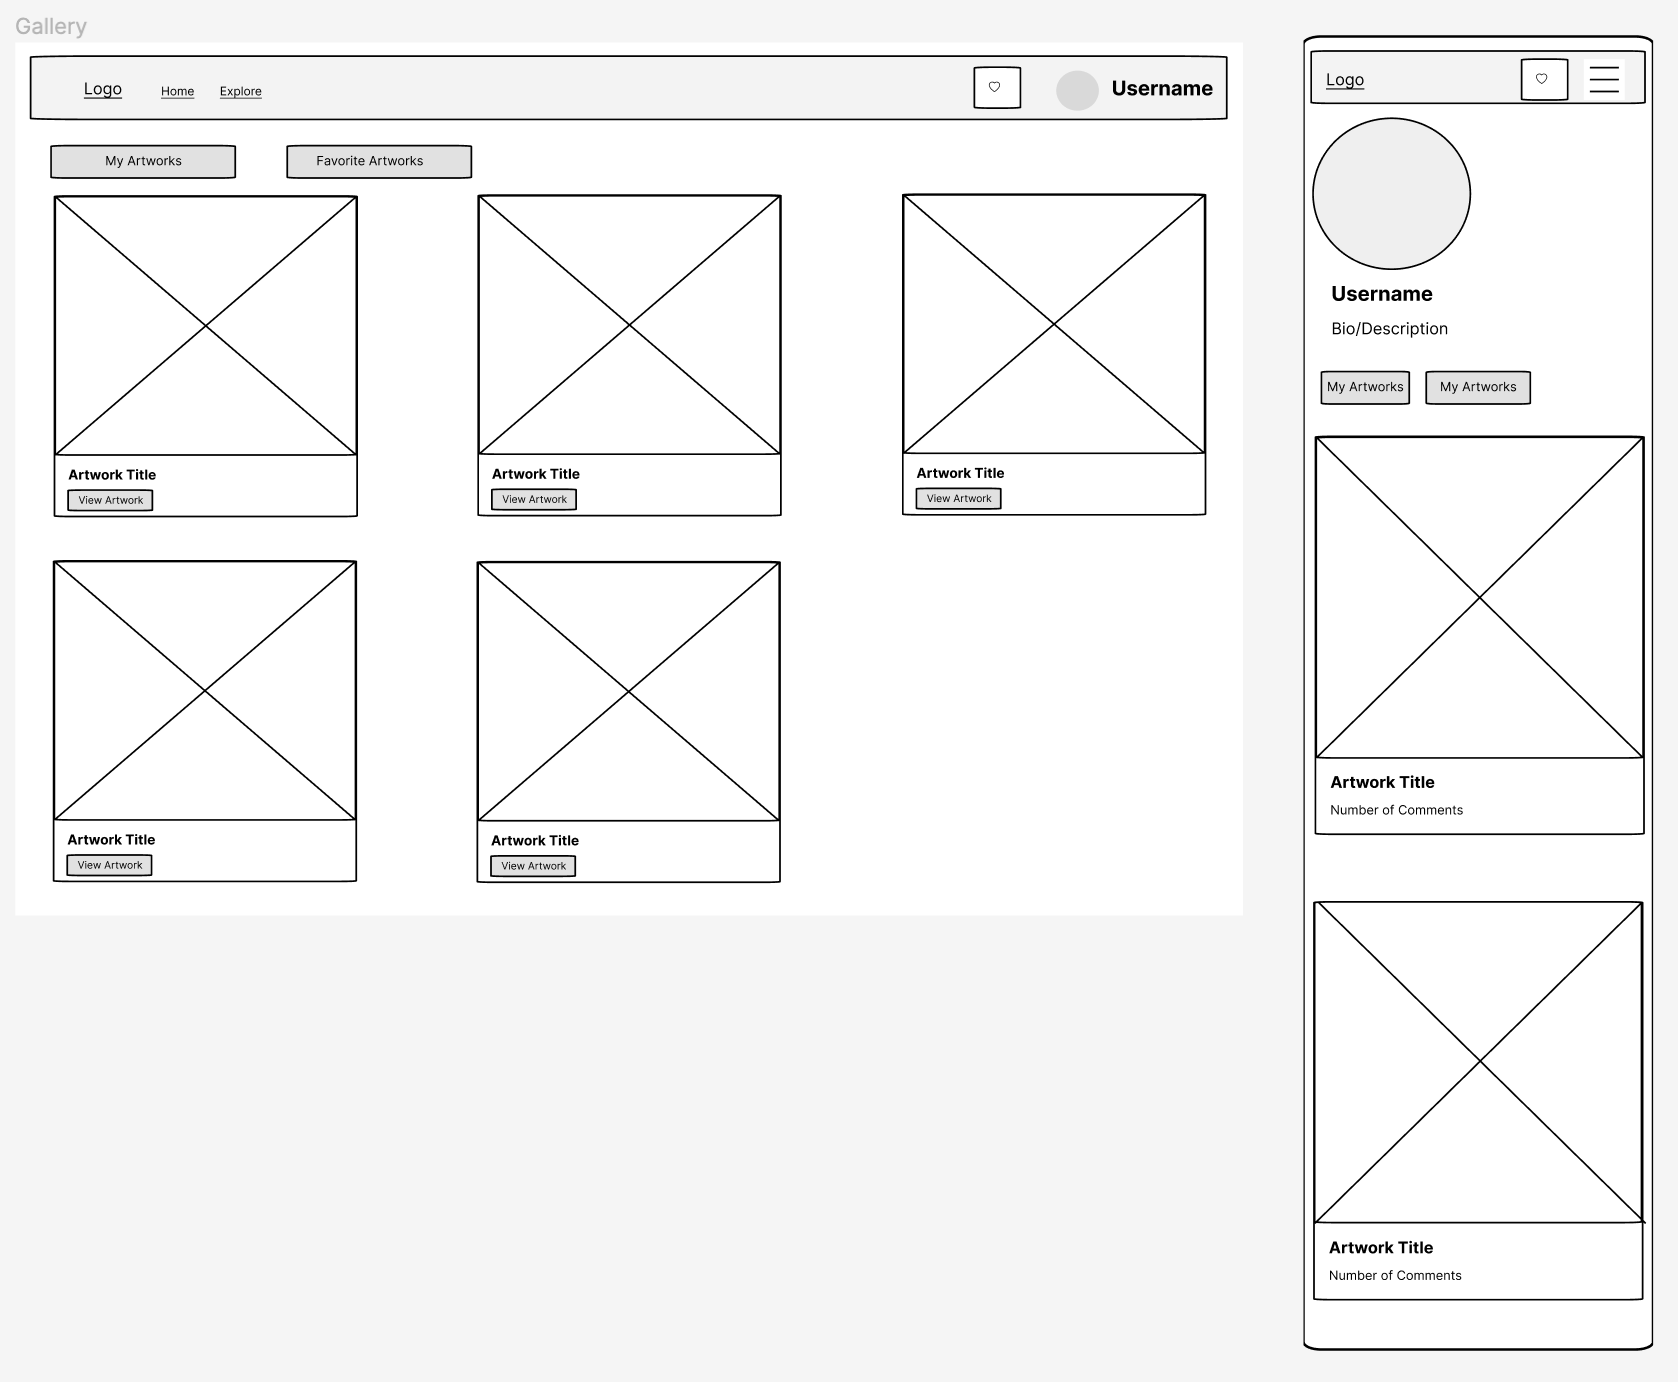 Gallery
Logo Home Explore Username
My Artworks Favorite Artworks
Artwork Title
View Artwork
Artwork Title
View Artwork
Artwork Title
View Artwork
Artwork Title
View Artwork
Artwork Title
View Artwork
Logo
Username
Bio/Description
My Artworks My Artworks
Artwork Title
Number of Comments
Artwork Title
Number of Comments